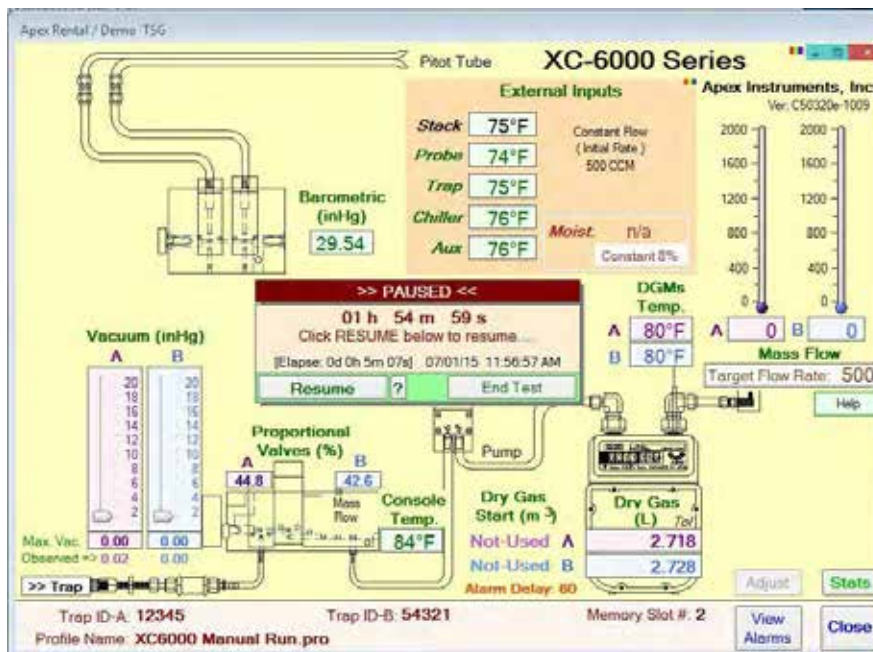 Apex Rental / Demo TSG
Pitot Tube
XC-6000 Series
External Inputs
Stack 75°F
Probe 74°F
Trap 75°F
Chiller 76°F
Aux 76°F
Constant Flow
( Initial Rate )
500 CCM
Moist. n/a
Constant 8%
Apex Instruments, Inc
Ver: C50320e-1009
2000 2000
1600 1600
1200 1200
800 800
400 400
0 0
A 0 B 0
Mass Flow
Target Flow Rate: 500
Help
Barometric
(inHg)
29.54
>> PAUSED <<
01 h 54 m 59 s
Click RESUME below to resume...
[Elapse: 0d 0h 5m 07s] 07/01/15 11:56:57 AM
Resume ? End Test
DGMs
Temp.
A 80°F
B 80°F
Vacuum (inHg)
A B
20 20
18 18
16 16
14 14
12 12
10 10
8 8
6 6
4 4
2 2
Max. Vac. 0.00 0.00
Observed => 0.02 0.00
Proportional
Valves (%)
A B
44.8 42.6
Mass
Flow
Pump
Console
Temp.
84°F
Dry Gas
Start (m³)
Not-Used A
Not-Used B
Alarm Delay: 60
Dry Gas
(L) Tot
2.718
2.728
>> Trap
Adjust
Stats
Trap ID-A: 12345
Trap ID-B: 54321
Memory Slot #: 2
Profile Name: XC6000 Manual Run.pro
View
Alarms
Close